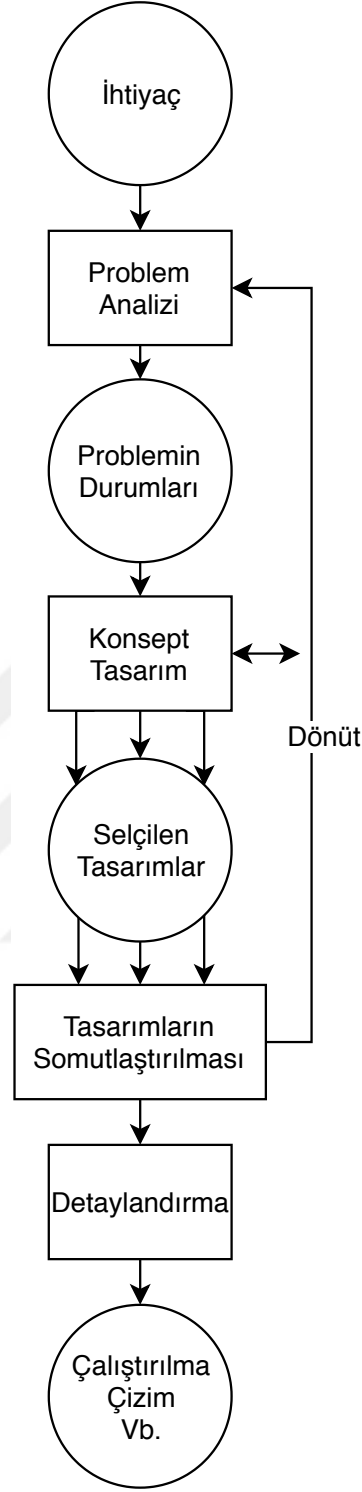 İhtiyaç
Problem
Analizi
Problemin
Durumları
Konsept
Tasarım
Dönüt
Selçilen
Tasarımlar
Tasarımların
Somutlaştırılması
Detaylandırma
Çalıştırılma
Çizim
Vb.